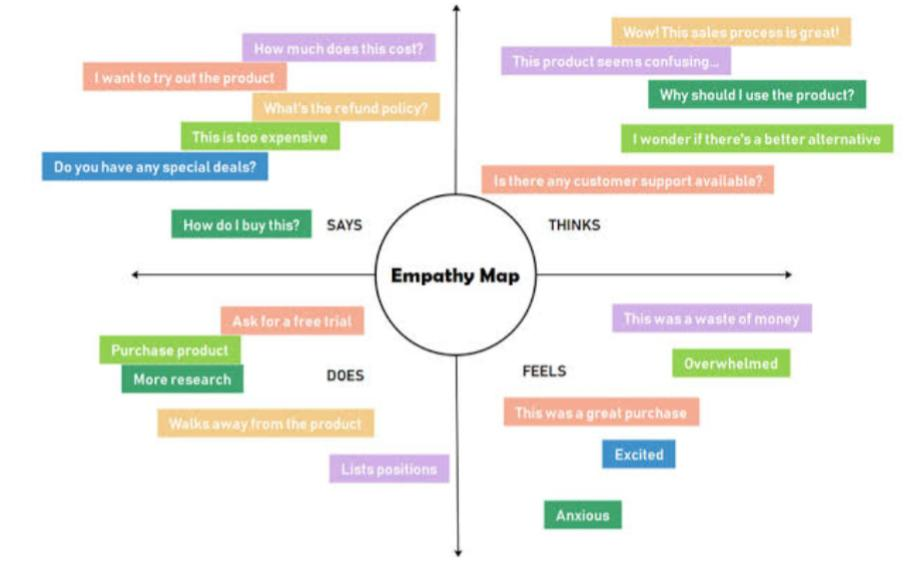 How much does this cost?
I want to try out the product
What's the refund policy?
This is too expensive
Do you have any special deals?
How do I buy this?
SAYS
Wow! This sales process is great!
This product seems confusing...
Why should I use the product?
I wonder if there's a better alternative
Is there any customer support available?
THINKS
Empathy Map
Ask for a free trial
Purchase product
More research
DOES
Walks away from the product
Lists positions
This was a waste of money
Overwhelmed
FEELS
This was a great purchase
Excited
Anxious